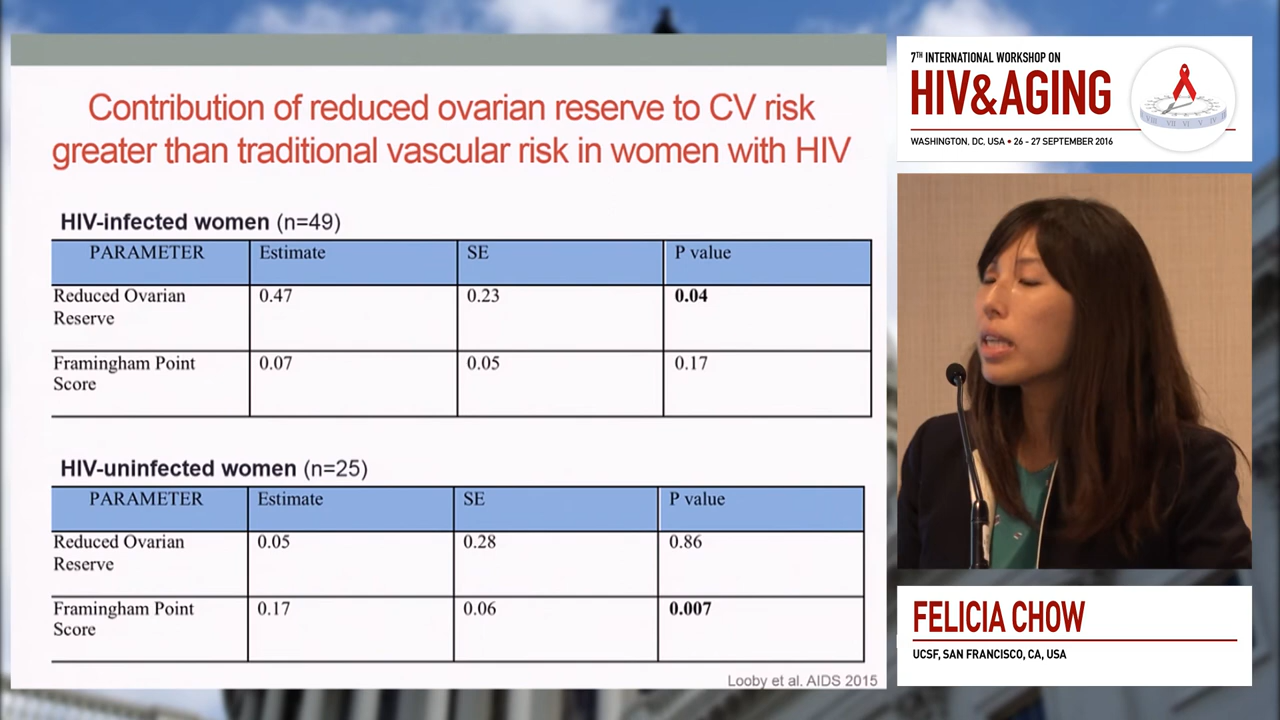 Contribution of reduced ovarian reserve to CV risk
greater than traditional vascular risk in women with HIV
HIV-infected women (n=49)
PARAMETER Estimate SE P value
Reduced Ovarian
Reserve 0.47 0.23 0.04
Framingham Point
Score 0.07 0.05 0.17
HIV-uninfected women (n=25)
PARAMETER Estimate SE P value
Reduced Ovarian
Reserve 0.05 0.28 0.86
Framingham Point
Score 0.17 0.06 0.007
Looby et al. AIDS 2015
7TH INTERNATIONAL WORKSHOP ON
HIV&AGING
WASHINGTON, DC, USA • 26 - 27 SEPTEMBER 2016
FELICIA CHOW
UCSF, SAN FRANCISCO, CA, USA